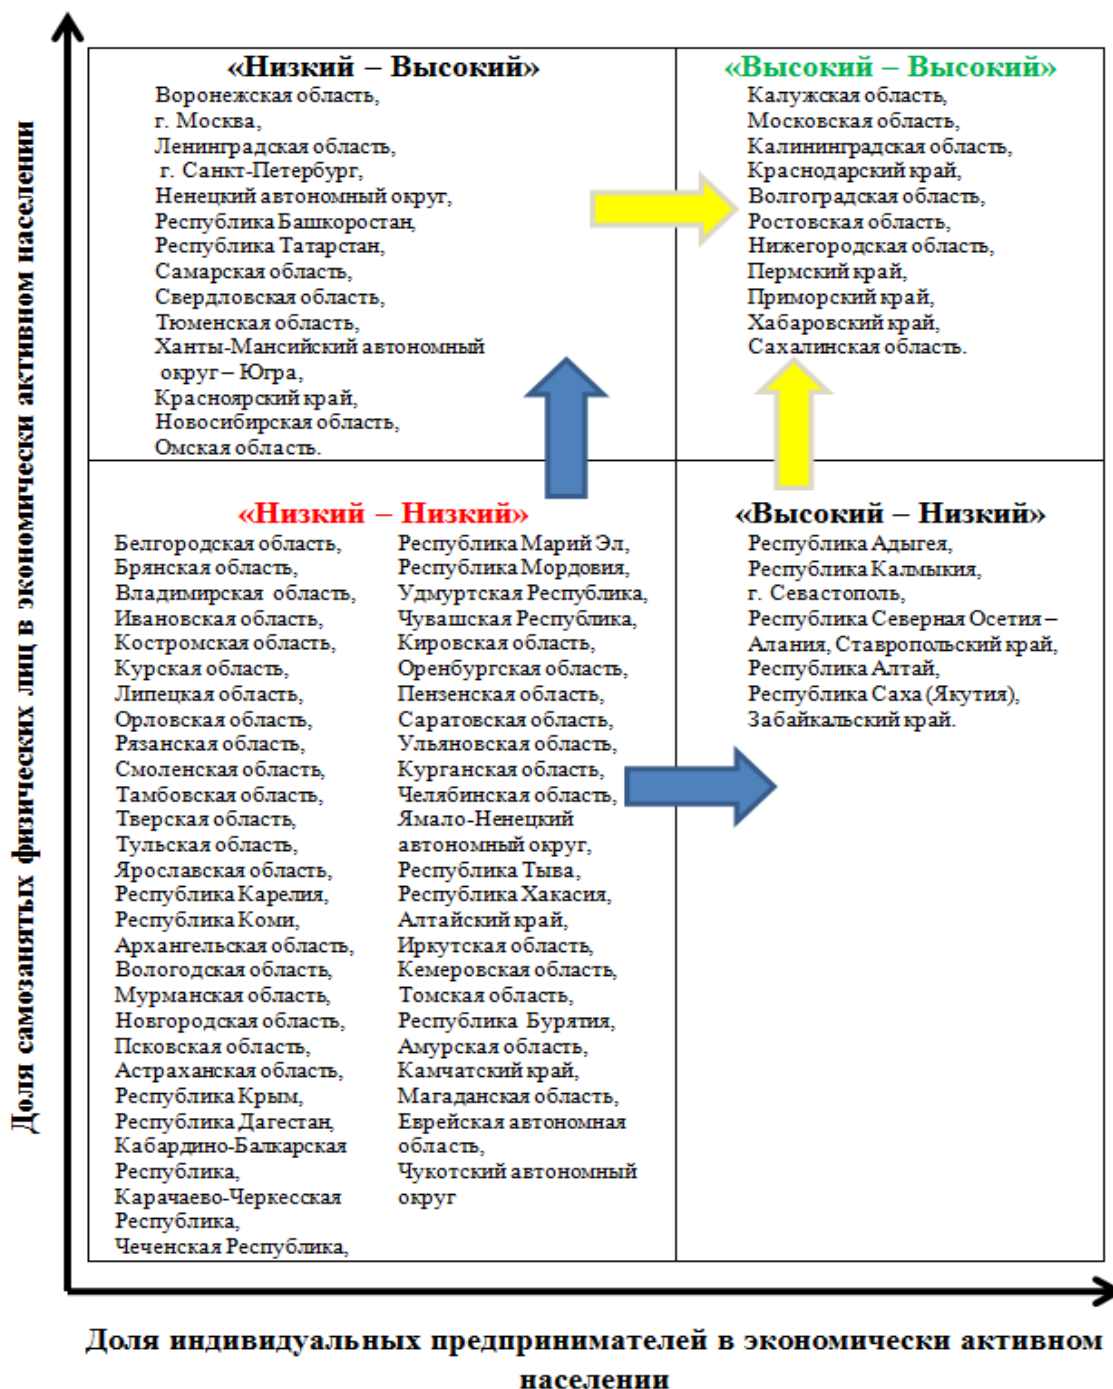 Доля самозанятых физических лиц в экономически активном населении
«Низкий – Высокий»
Воронежская область,
г. Москва,
Ленинградская область,
г. Санкт-Петербург,
Ненецкий автономный округ,
Республика Башкоростан,
Республика Татарстан,
Самарская область,
Свердловская область,
Тюменская область,
Ханты-Мансийский автономный
округ – Югра,
Красноярский край,
Новосибирская область,
Омская область.
«Высокий – Высокий»
Калужская область,
Московская область,
Калининградская область,
Краснодарский край,
Волгоградская область,
Ростовская область,
Нижегородская область,
Пермский край,
Приморский край,
Хабаровский край,
Сахалинская область.
«Низкий – Низкий»
Белгородская область,
Брянская область,
Владимирская область,
Ивановская область,
Костромская область,
Курская область,
Липецкая область,
Орловская область,
Рязанская область,
Смоленская область,
Тамбовская область,
Тверская область,
Тульская область,
Ярославская область,
Республика Карелия,
Республика Коми,
Архангельская область,
Вологодская область,
Мурманская область,
Новгородская область,
Псковская область,
Астраханская область,
Республика Крым,
Республика Дагестан,
Кабардино-Балкарская
Республика,
Карачаево-Черкесская
Республика,
Чеченская Республика,
Республика Марий Эл,
Республика Мордовия,
Удмуртская Республика,
Чувашская Республика,
Кировская область,
Оренбургская область,
Пензенская область,
Саратовская область,
Ульяновская область,
Курганская область,
Челябинская область,
Ямало-Ненецкий
автономный округ,
Республика Тыва,
Республика Хакасия,
Алтайский край,
Иркутская область,
Кемеровская область,
Томская область,
Республика Бурятия,
Амурская область,
Камчатский край,
Магаданская область,
Еврейская автономная
область,
Чукотский автономный
округ
«Высокий – Низкий»
Республика Адыгея,
Республика Калмыкия,
г. Севастополь,
Республика Северная Осетия –
Алания, Ставропольский край,
Республика Алтай,
Республика Саха (Якутия),
Забайкальский край.
Доля индивидуальных предпринимателей в экономически активном
населении